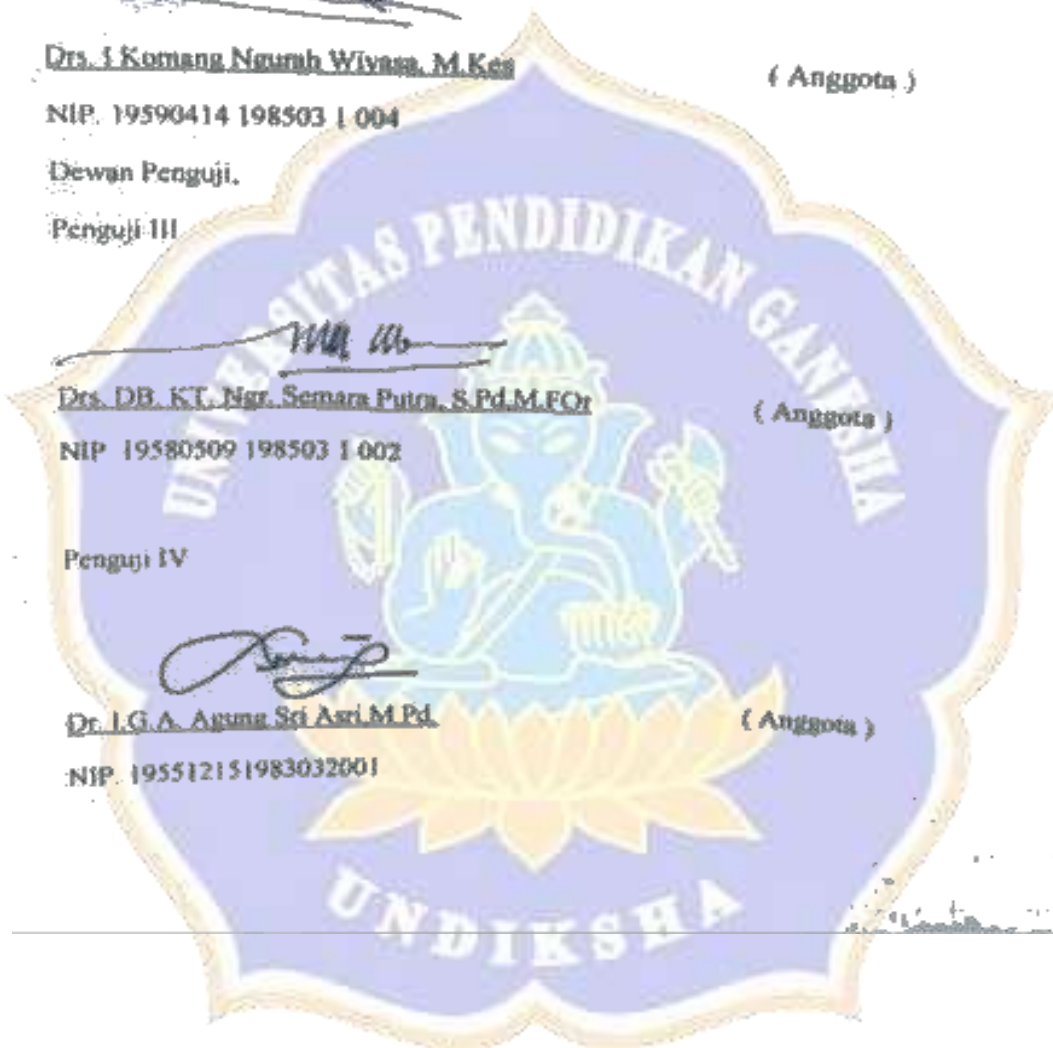 Drs. I Komang Ngurah Wiyasa, M.Kes
( Anggota )
NIP. 19590414 198503 1 004
Dewan Penguji,
Penguji III
UNIVERSITAS PENDIDIKAN GANESHA
Drs. DB. KT. Ngr. Semara Putra, S.Pd,M.FOr
( Anggota )
NIP 19580509 198503 1 002
Penguji IV
Dr. I.G.A. Agung Sri Asri.M.Pd.
( Anggota )
NIP. 195512151983032001
UNDIKSHA